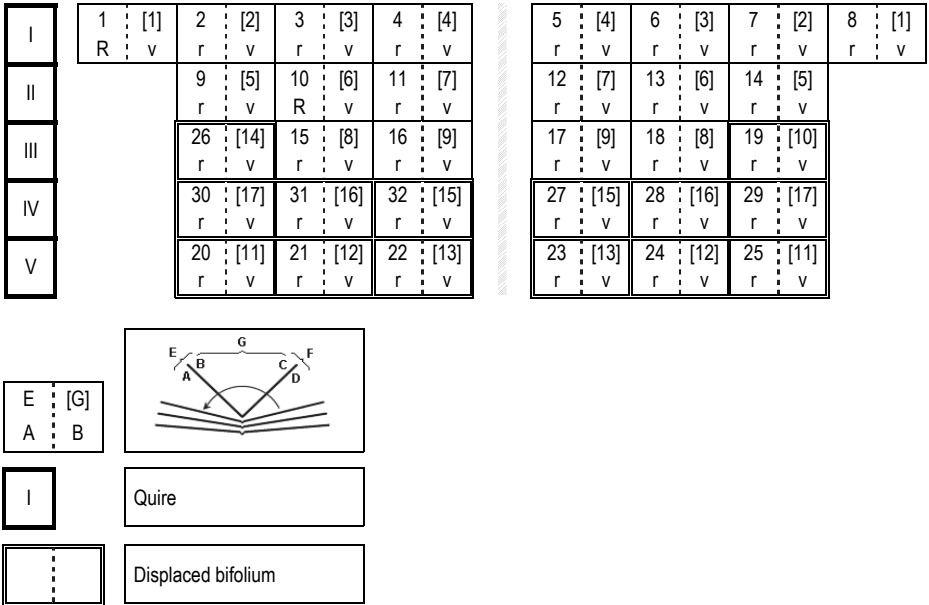 I 1 [1] 2 [2] 3 [3] 4 [4] 5 [4] 6 [3] 7 [2] 8 [1]
R v r v r v r v r v r v r v r v
II 9 [5] 10 [6] 11 [7] 12 [7] 13 [6] 14 [5]
r v R v r v r v r v r v
III 26 [14] 15 [8] 16 [9] 17 [9] 18 [8] 19 [10]
r v r v r v r v r v r v
IV 30 [17] 31 [16] 32 [15] 27 [15] 28 [16] 29 [17]
r v r v r v r v r v r v
V 20 [11] 21 [12] 22 [13] 23 [13] 24 [12] 25 [11]
r v r v r v r v r v r v
G
E B C F
A D
E [G]
A B
I Quire
Displaced bifolium